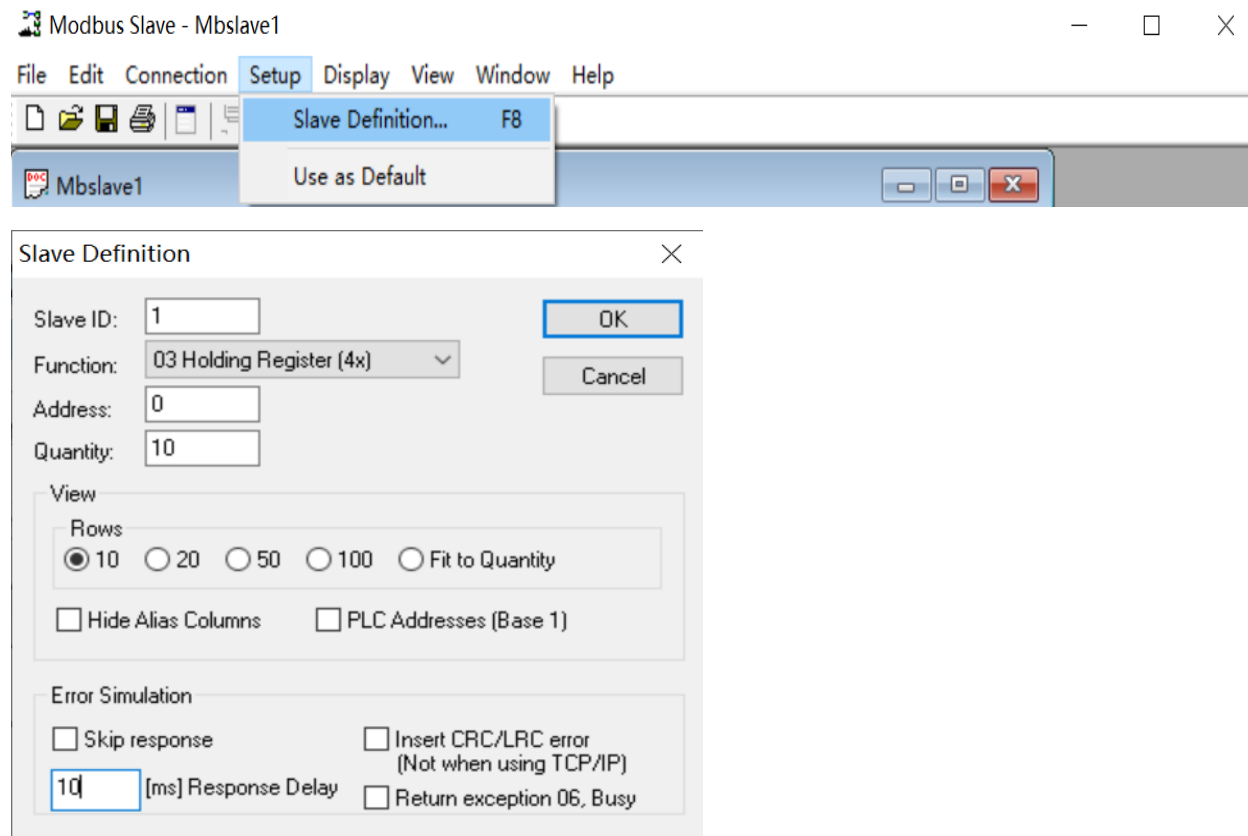 Modbus Slave - Mbslave1
File Edit Connection Setup Display View Window Help
Slave Definition... F8
Use as Default
DOC
Mbslave1
Slave Definition
Slave ID: 1
OK
Function: 03 Holding Register (4x)
Cancel
Address: 0
Quantity: 10
View
Rows
10 20 50 100 Fit to Quantity
Hide Alias Columns PLC Addresses (Base 1)
Error Simulation
Skip response Insert CRC/LRC error
(Not when using TCP/IP)
10 [ms] Response Delay
Return exception 06, Busy